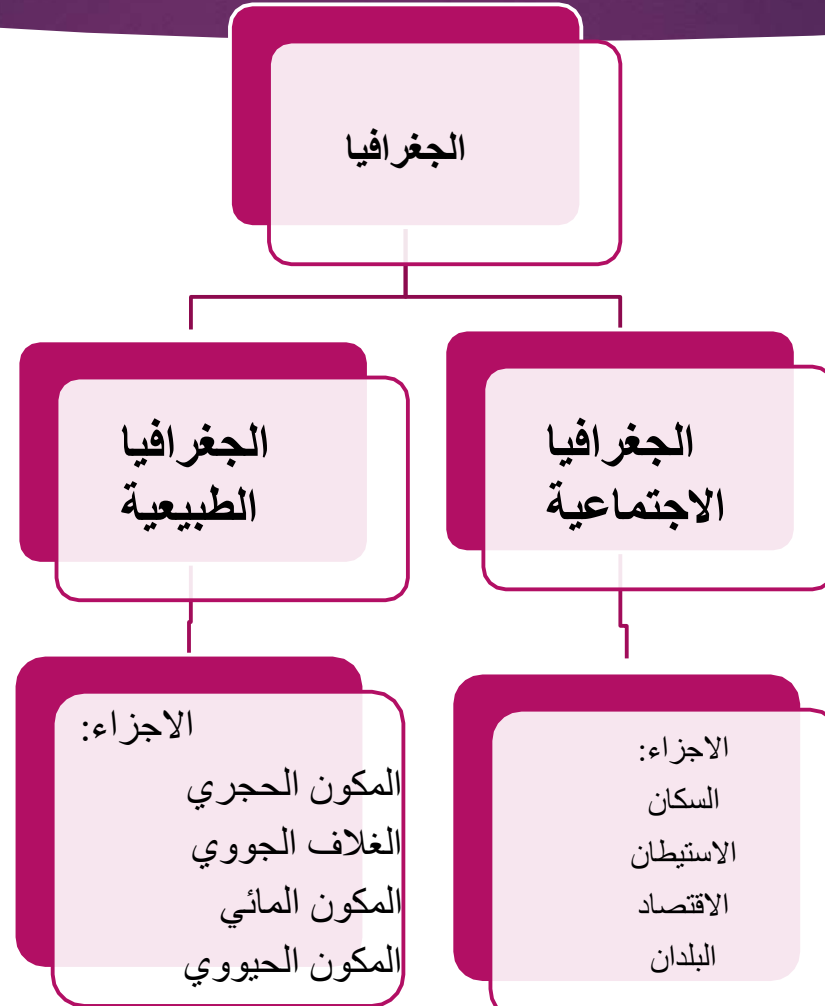 الجغرافيا
الجغرافيا
الاجتماعية
الجغرافيا
الطبيعية
الاجزاء:
السكان
الاستيطان
الاقتصاد
البلدان
الاجزاء:
المكون الحجري
الغلاف الجووي
المكون المائي
المكون الحيووي